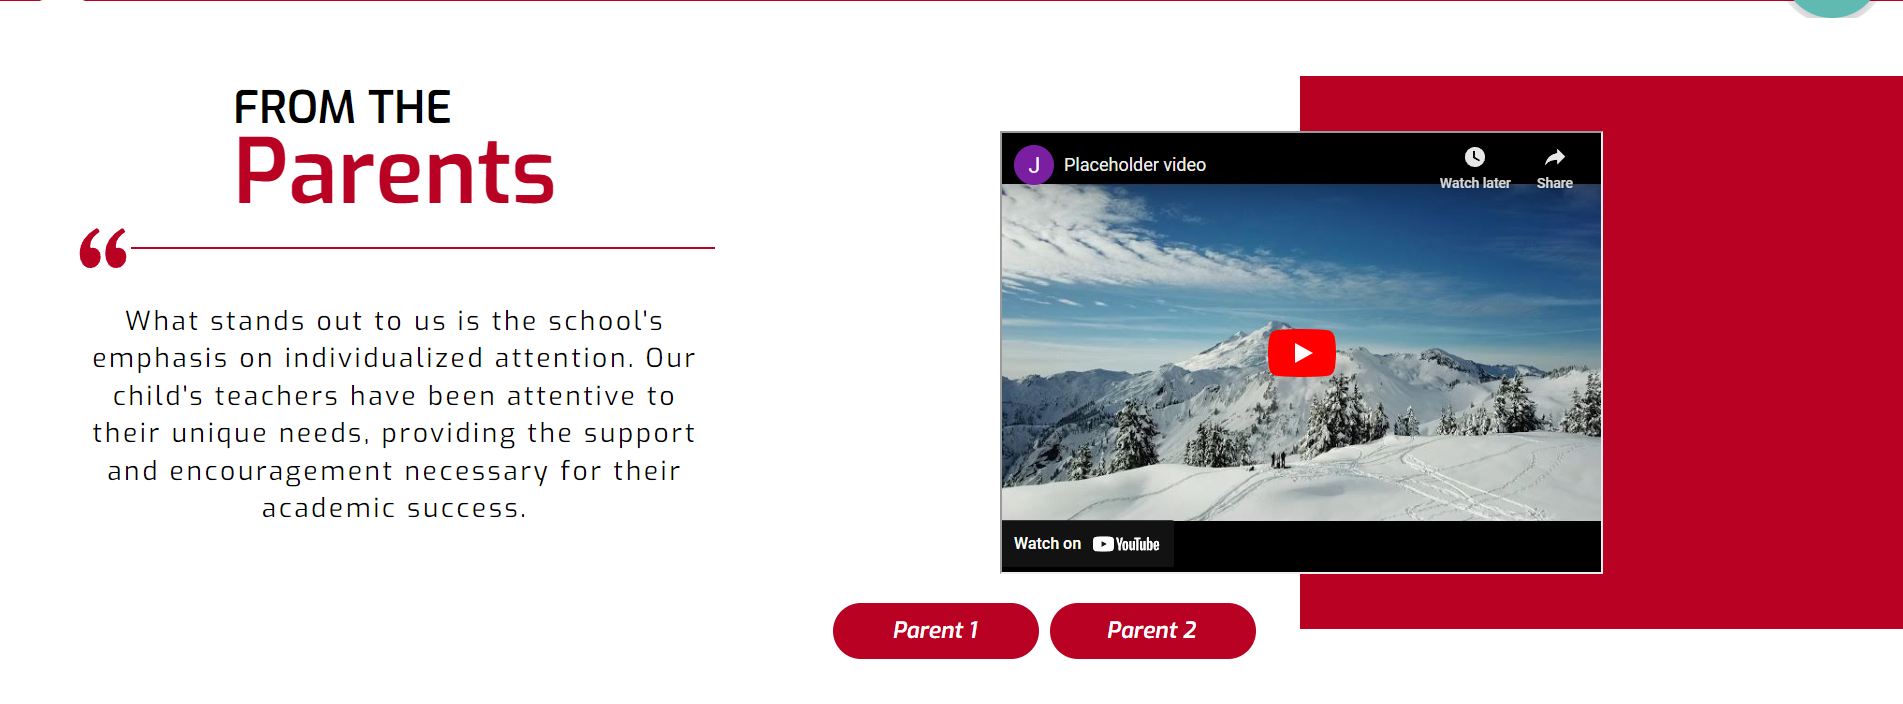 FROM THE
Parents
“
What stands out to us is the school's
emphasis on individualized attention. Our
child's teachers have been attentive to
their unique needs, providing the support
and encouragement necessary for their
academic success.
J
Placeholder video
Watch later
Share
Watch on YouTube
Parent 1
Parent 2